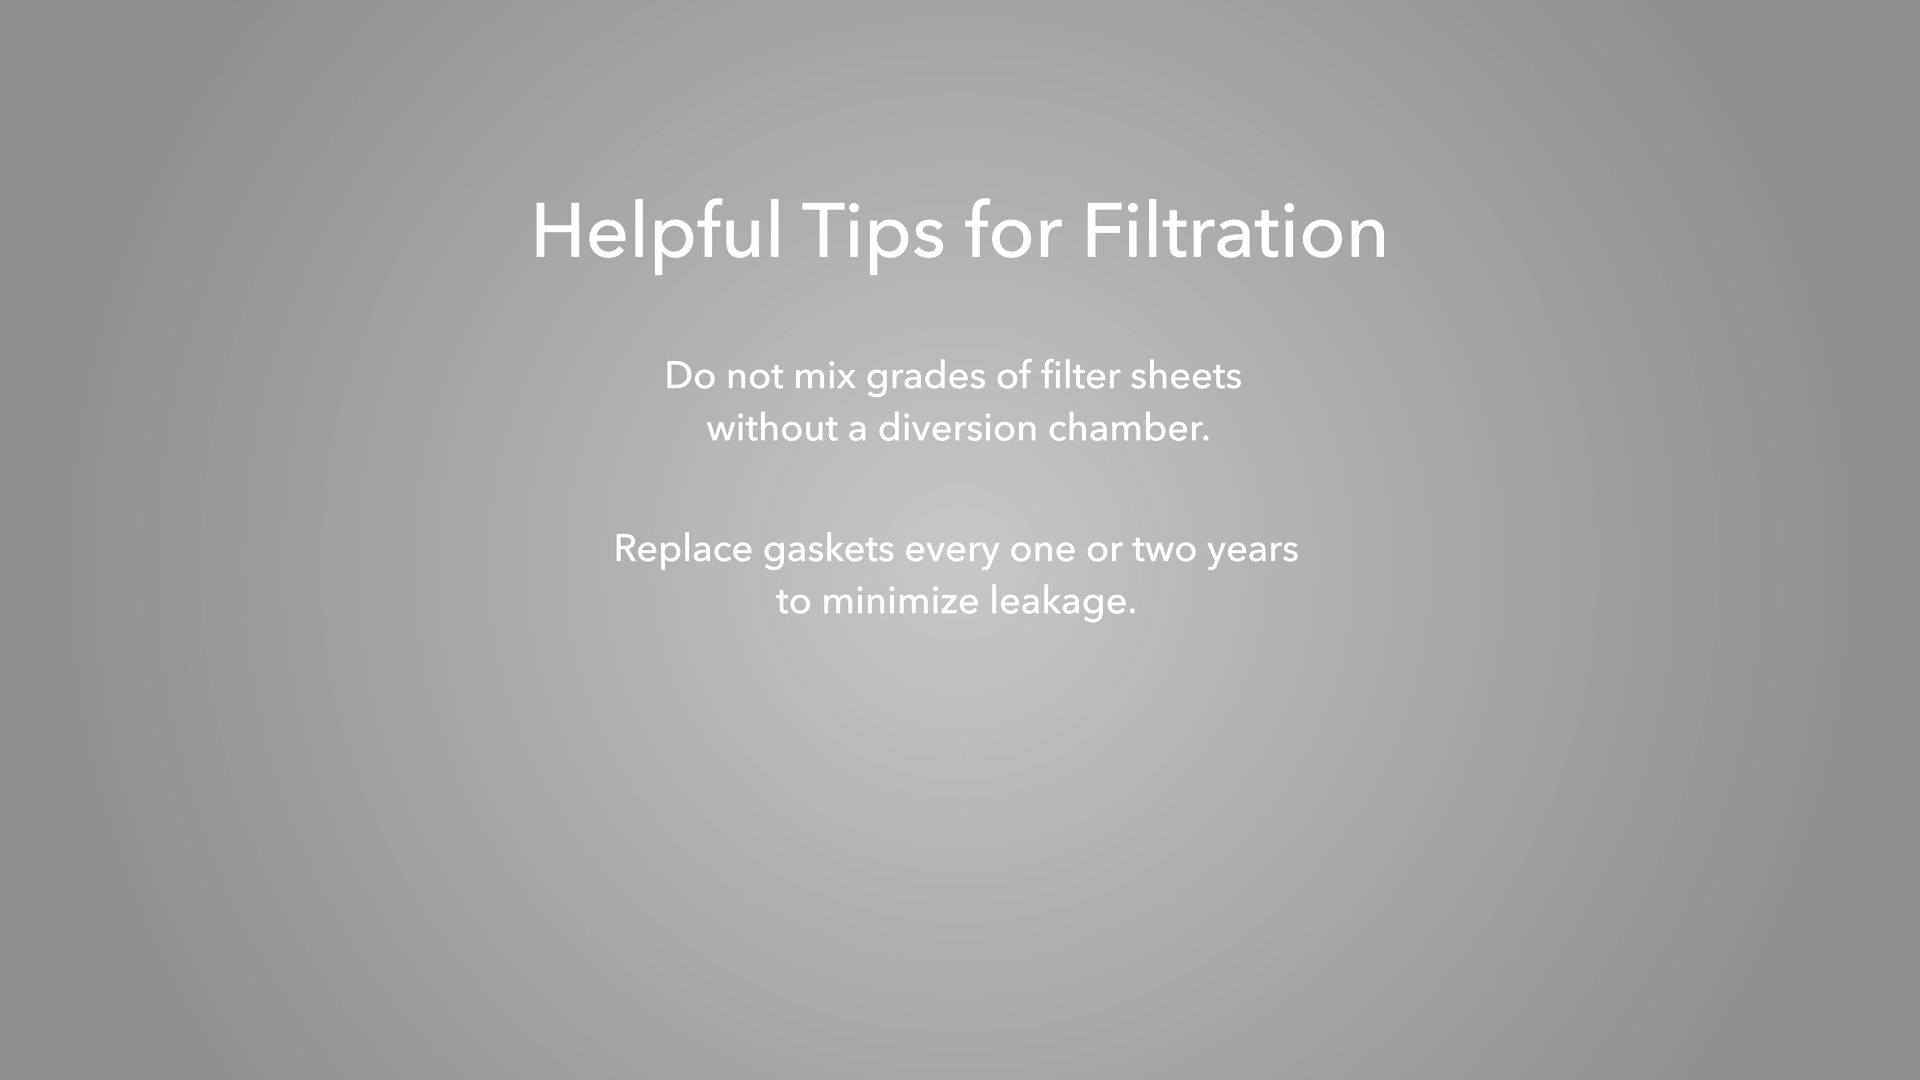 Helpful Tips for Filtration
Do not mix grades of filter sheets
without a diversion chamber.
Replace gaskets every one or two years
to minimize leakage.